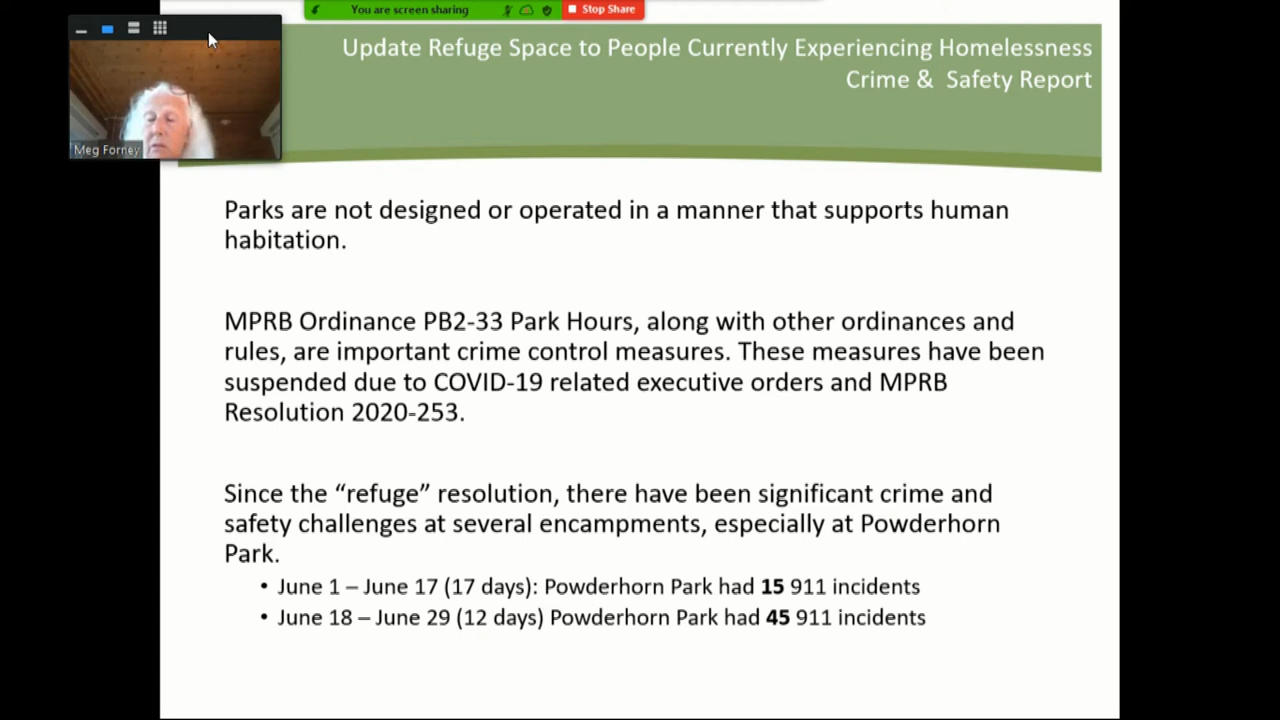 You are screen sharing
Stop Share
Update Refuge Space to People Currently Experiencing Homelessness
Crime & Safety Report
Meg Forney
Parks are not designed or operated in a manner that supports human
habitation.
MPRB Ordinance PB2-33 Park Hours, along with other ordinances and
rules, are important crime control measures. These measures have been
suspended due to COVID-19 related executive orders and MPRB
Resolution 2020-253.
Since the “refuge” resolution, there have been significant crime and
safety challenges at several encampments, especially at Powderhorn
Park.
• June 1 – June 17 (17 days): Powderhorn Park had 15 911 incidents
• June 18 – June 29 (12 days) Powderhorn Park had 45 911 incidents